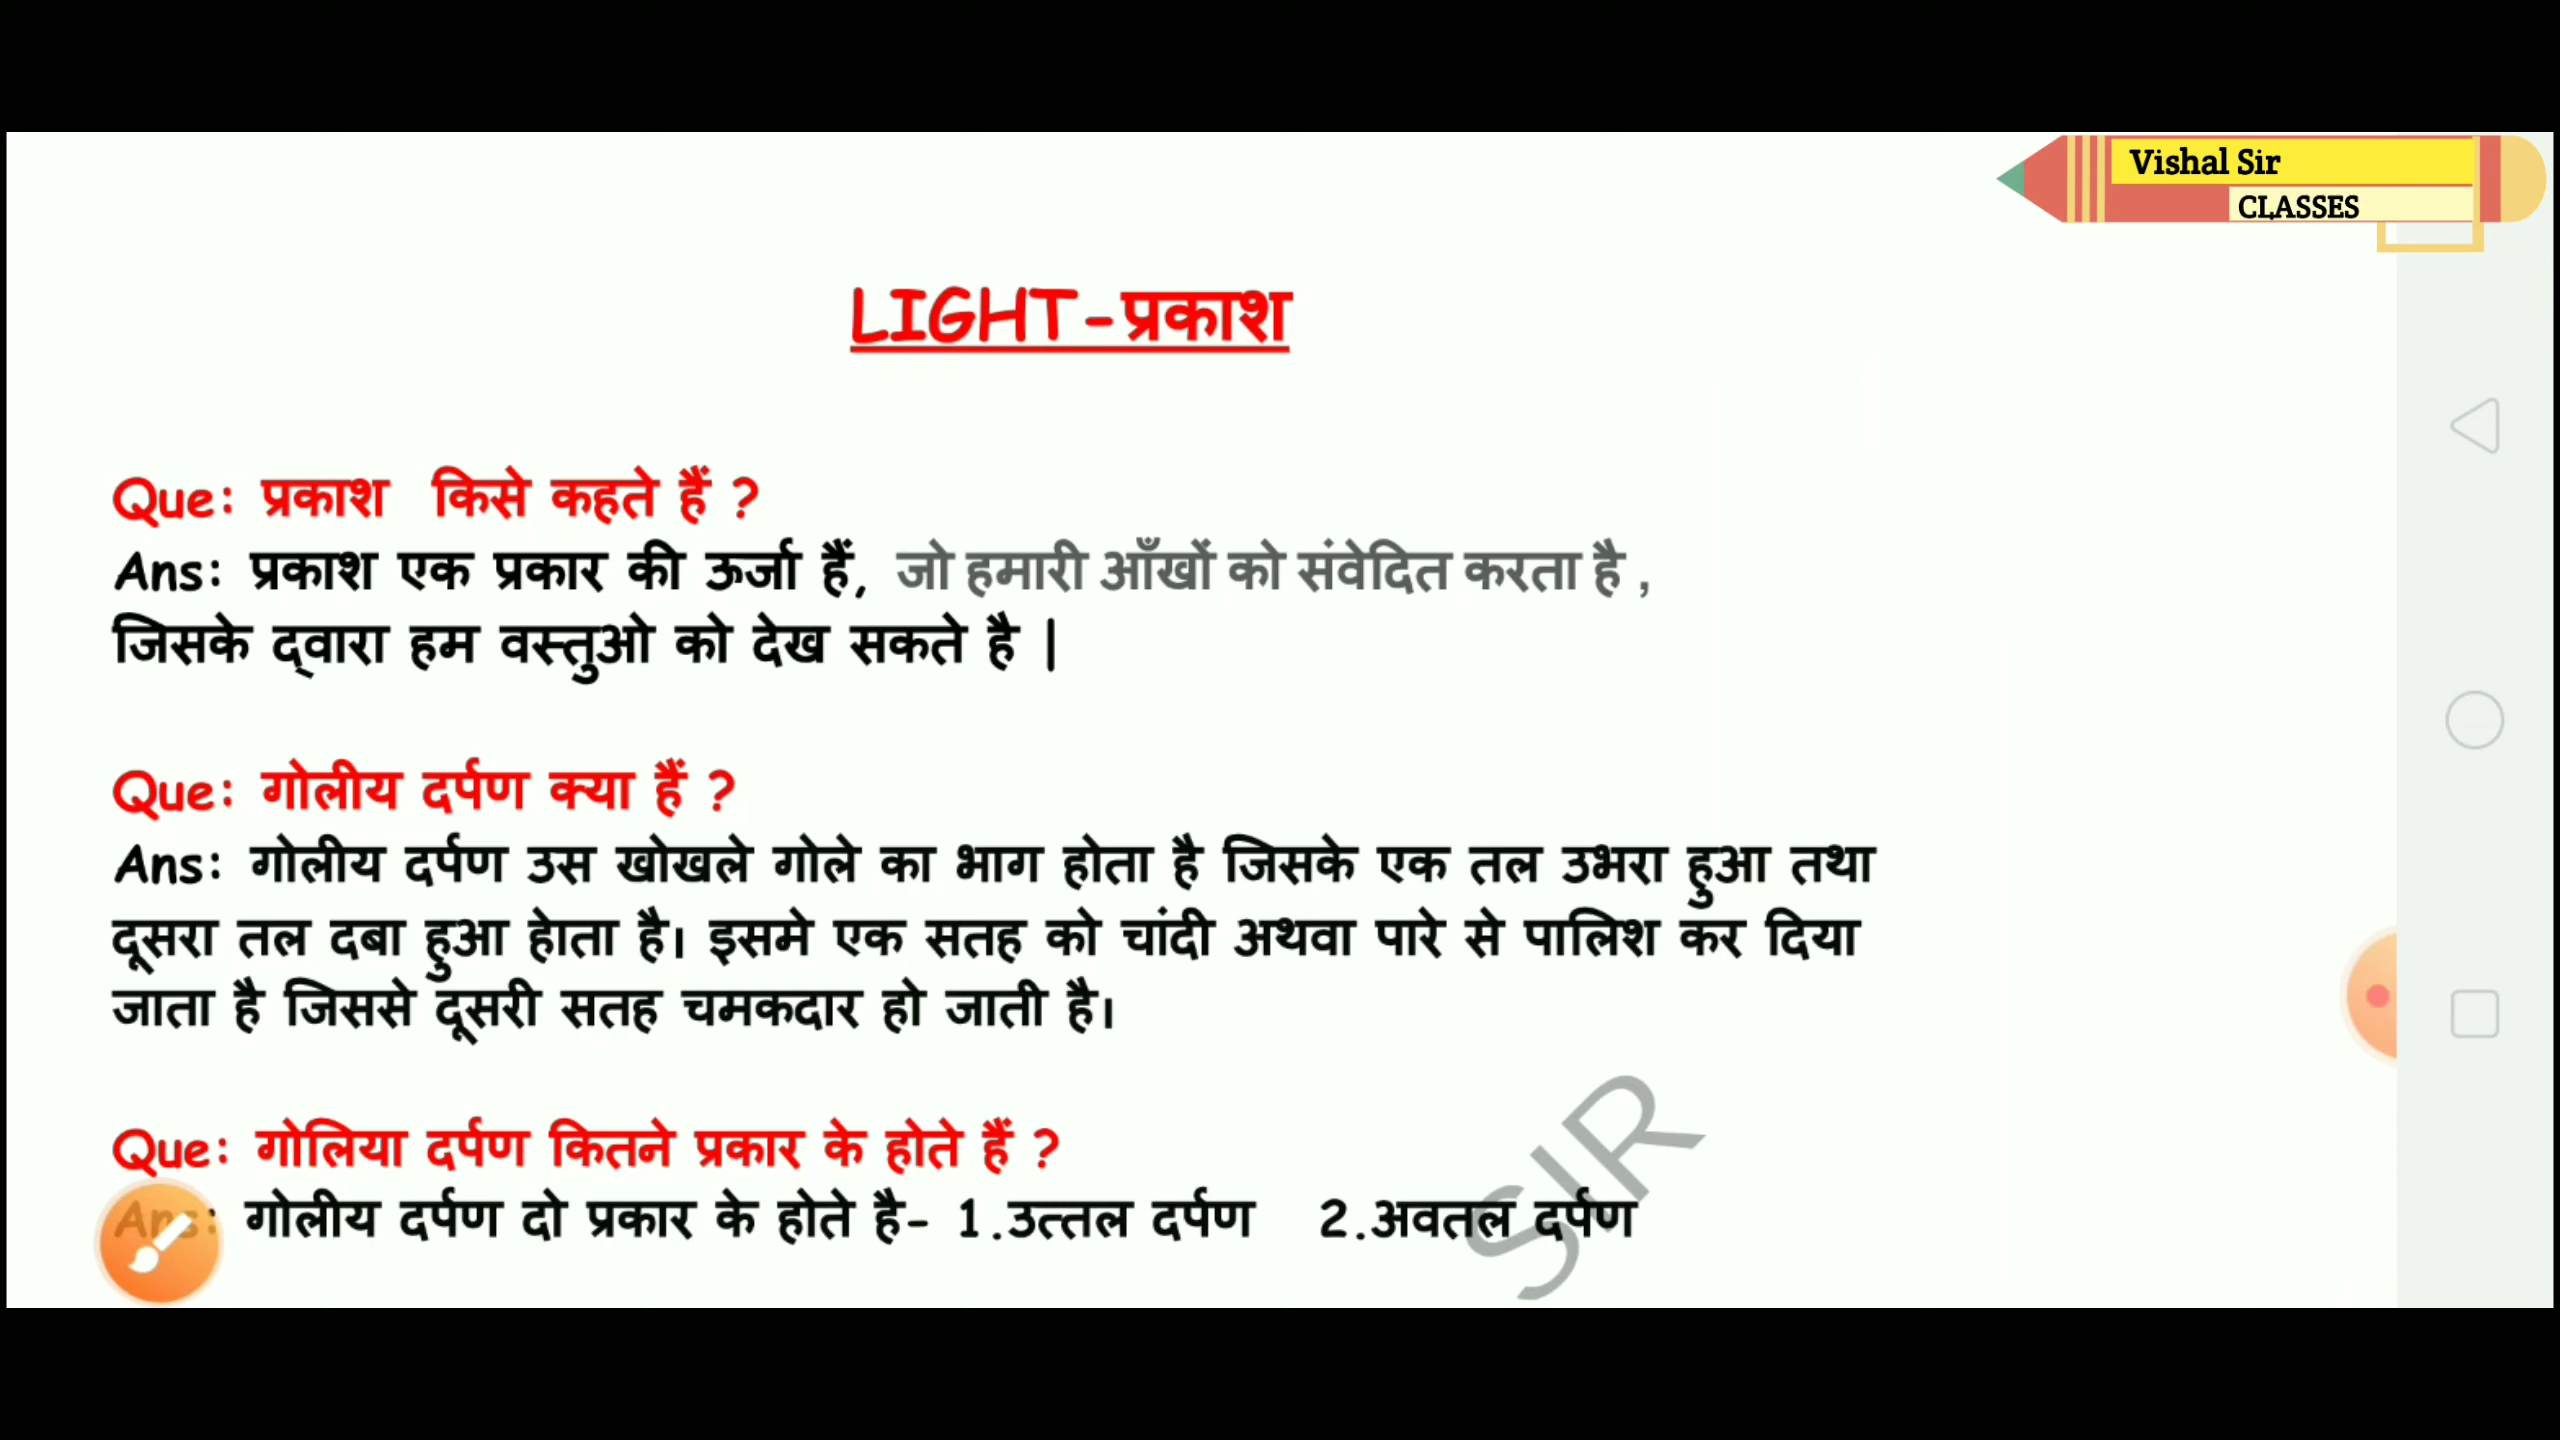 Vishal Sir
CLASSES
LIGHT-प्रकाश
Que: प्रकाश किसे कहते हैं ?
Ans: प्रकाश एक प्रकार की ऊर्जा हैं, जो हमारी आँखों को संवेदित करता है ,
जिसके द्वारा हम वस्तुओ को देख सकते है |
Que: गोलीय दर्पण क्या हैं ?
Ans: गोलीय दर्पण उस खोखले गोले का भाग होता है जिसके एक तल उभरा हुआ तथा
दूसरा तल दबा हुआ हेाता है। इसमे एक सतह को चांदी अथवा पारे से पालिश कर दिया
जाता है जिससे दूसरी सतह चमकदार हो जाती है।
Que: गोलिया दर्पण कितने प्रकार के होते हैं ?
Ans: गोलीय दर्पण दो प्रकार के होते है- 1.उत्तल दर्पण 2.अवतल दर्पण
SIR